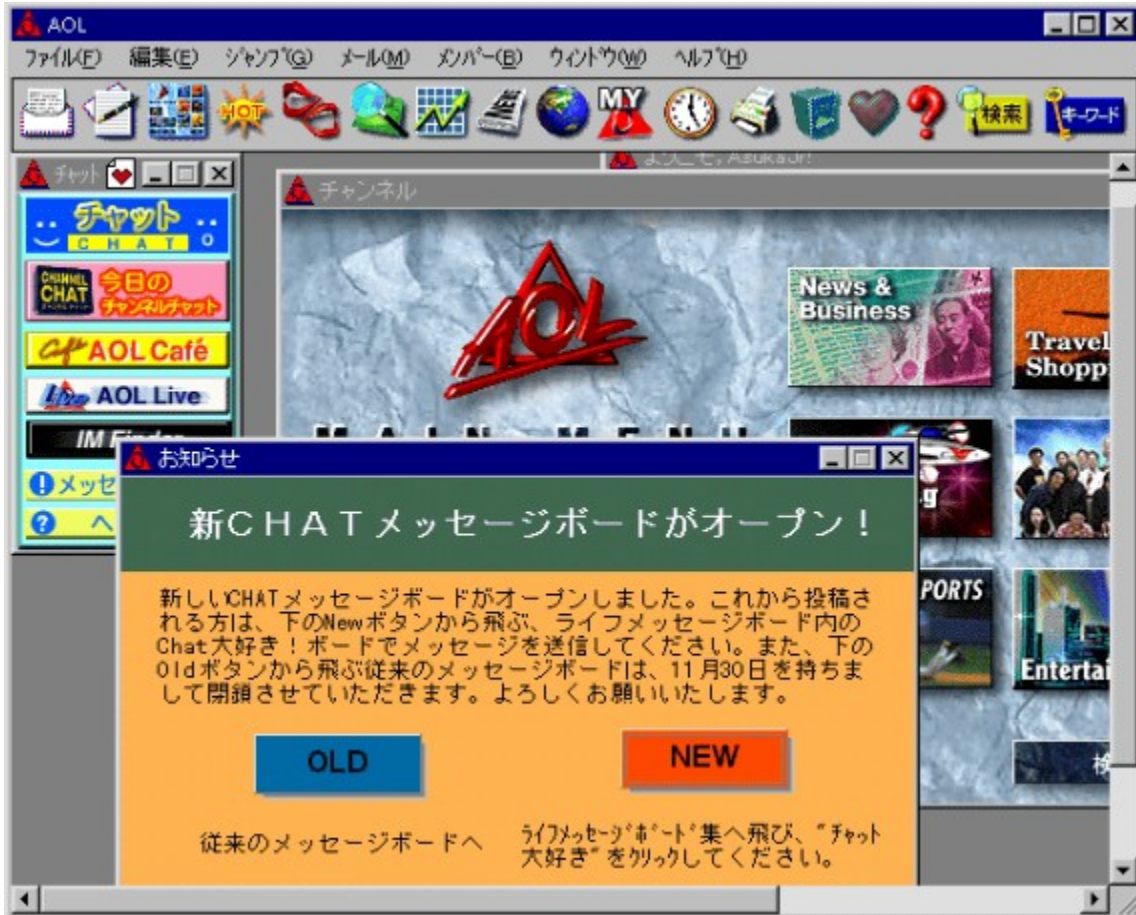 AOL
ファイル(F) 編集(E) ジャンプ(G) メール(M) メンバー(B) ウィンドウ(W) ヘルプ(H)
HOT
NEWS
MY
検索
キーワード
チャット
チャット
CHAT
CHANNEL
CHAT
今日の
チャンネルチャット
Café AOL Café
Live AOL Live
IM Finder
メッセ
ヘ
ようこそ, AsukaJr!
チャンネル
AOL
MAIN MENU
News &
Business
Travel
Shopp
g
PORTS
Entertai
検
お知らせ
新CHATメッセージボードがオープン!
新しいCHATメッセージボードがオープンしました。これから投稿さ
れる方は、下のNewボタンから飛ぶ、ライフメッセージボード内の
Chat大好き!ボードでメッセージを送信してください。また、下の
Oldボタンから飛ぶ従来のメッセージボードは、11月30日を持ちま
して閉鎖させていただきます。よろしくお願いいたします。
OLD
NEW
従来のメッセージボードへ
ライフメッセージボード集へ飛び、"チャット
大好き"をクリックしてください。